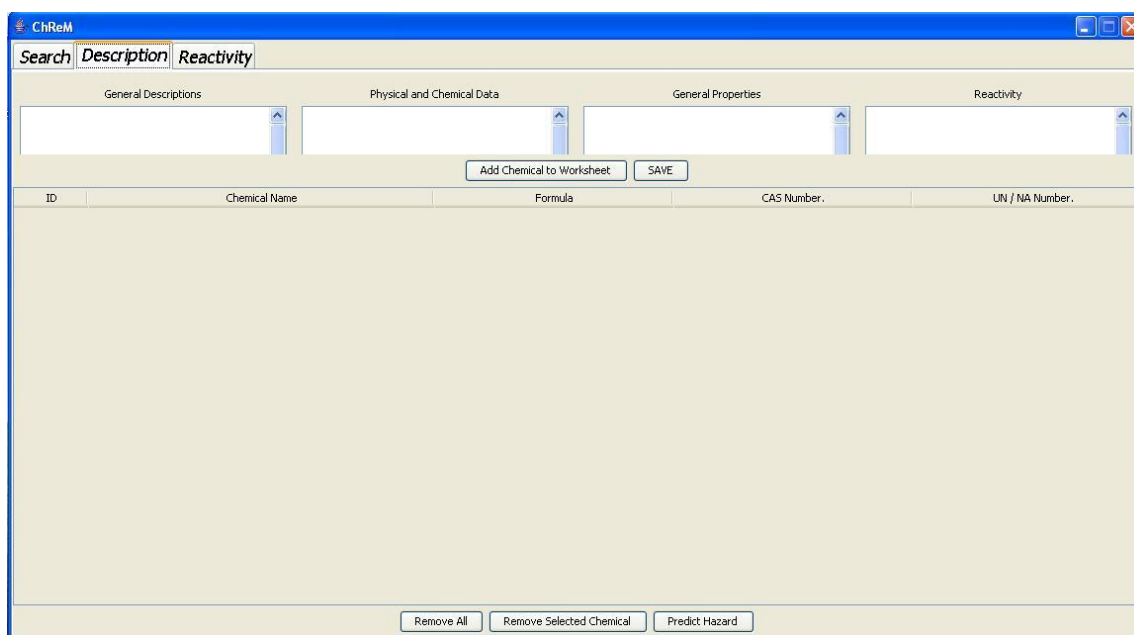 ChReM
Search Description Reactivity
General Descriptions Physical and Chemical Data General Properties Reactivity
Add Chemical to Worksheet SAVE
ID Chemical Name Formula CAS Number. UN / NA Number.
Remove All Remove Selected Chemical Predict Hazard